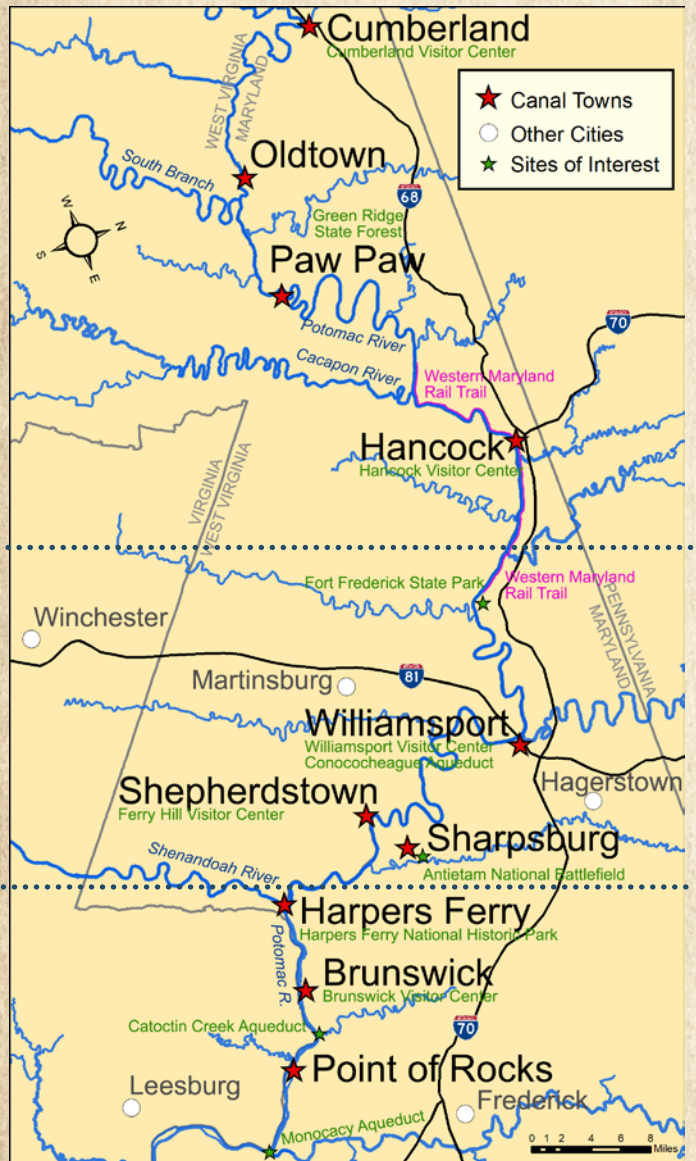 Cumberland
Cumberland Visitor Center
WEST VIRGINIA
MARYLAND
Canal Towns
Other Cities
Sites of Interest
Oldtown
South Branch
68
Green Ridge
State Forest
W
N
S
E
Paw Paw
Potomac River
70
Cacapon River
Western Maryland
Rail Trail
Hancock
Hancock Visitor Center
VIRGINIA
WEST VIRGINIA
Fort Frederick State Park
Western Maryland
Rail Trail
PENNSYLVANIA
MARYLAND
Winchester
Martinsburg
81
Williamsport
Williamsport Visitor Center
Conococheague Aqueduct
Hagerstown
Shepherdstown
Ferry Hill Visitor Center
Sharpsburg
Antietam National Battlefield
Shenandoah River
Harpers Ferry
Harpers Ferry National Historic Park
Potomac R.
Brunswick
Brunswick Visitor Center
Catoctin Creek Aqueduct
70
Point of Rocks
Leesburg
Frederick
Monocacy Aqueduct
0 1 2 4 6 8
Miles